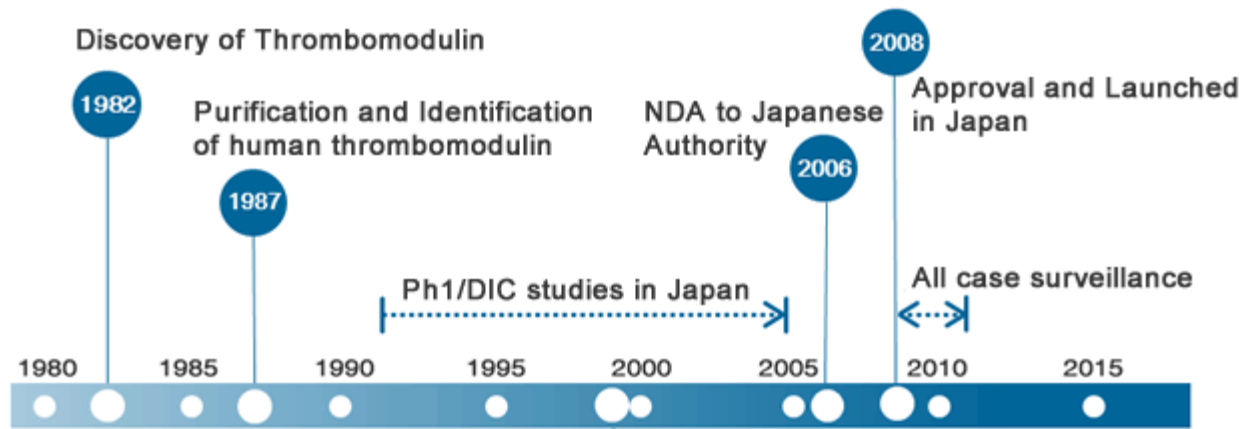 Discovery of Thrombomodulin
1982
Purification and Identification
of human thrombomodulin
1987
NDA to Japanese
Authority
2006
2008
Approval and Launched
in Japan
Ph1/DIC studies in Japan
All case surveillance
1980 1985 1990 1995 2000 2005 2010 2015